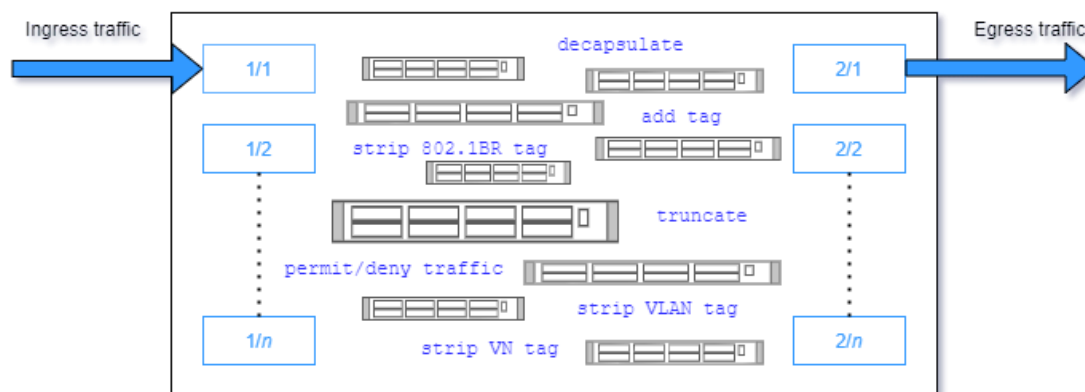 Ingress traffic
Egress traffic
decapsulate
1/1
2/1
add tag
1/2
strip 802.1BR tag
2/2
truncate
permit/deny traffic
strip VLAN tag
1/n
2/n
strip VN tag